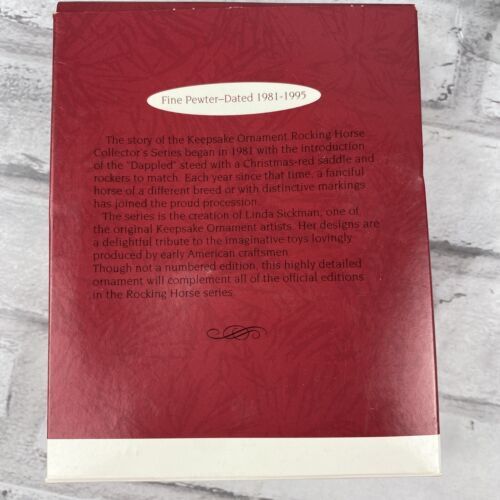 Fine Pewter–Dated 1981-1995
The story of the Keepsake Ornament Rocking Horse
Collector's Series began in 1981 with the introduction
of the "Dappled" steed with a Christmas-red saddle and
rockers to match. Each year since that time, a fanciful
horse of a different breed or with distinctive markings
has joined the proud procession.
The series is the creation of Linda Sickman, one of
the original Keepsake Ornament artists. Her designs are
a delightful tribute to the imaginative toys lovingly
produced by early American craftsmen.
Though not a numbered edition, this highly detailed
ornament will complement all of the official editions
in the Rocking Horse series.